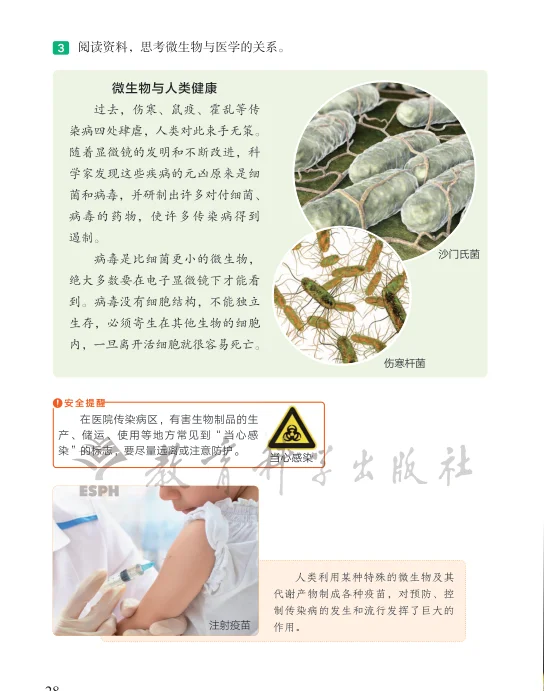 3 阅读资料，思考微生物与医学的关系。
微生物与人类健康
过去，伤寒、鼠疫、霍乱等传
染病四处肆虐，人类对此束手无策。
随着显微镜的发明和不断改进，科
学家发现这些疾病的元凶原来是细
菌和病毒，并研制出许多对付细菌、
病毒的药物，使许多传染病得到
遏制。
病毒是比细菌更小的微生物，
绝大多数要在电子显微镜下才能看
到。病毒没有细胞结构，不能独立
生存，必须寄生在其他生物的细胞
内，一旦离开活细胞就很容易死亡。
沙门氏菌
伤寒杆菌
安全提醒
在医院传染病区，有害生物制品的生
产、储运、使用等地方常见到“当心感
染”的标志，要尽量远离或注意防护。
当心感染
ESPH 教育科学出版社
注射疫苗
人类利用某种特殊的微生物及其
代谢产物制成各种疫苗，对预防、控
制传染病的发生和流行发挥了巨大的
作用。
28